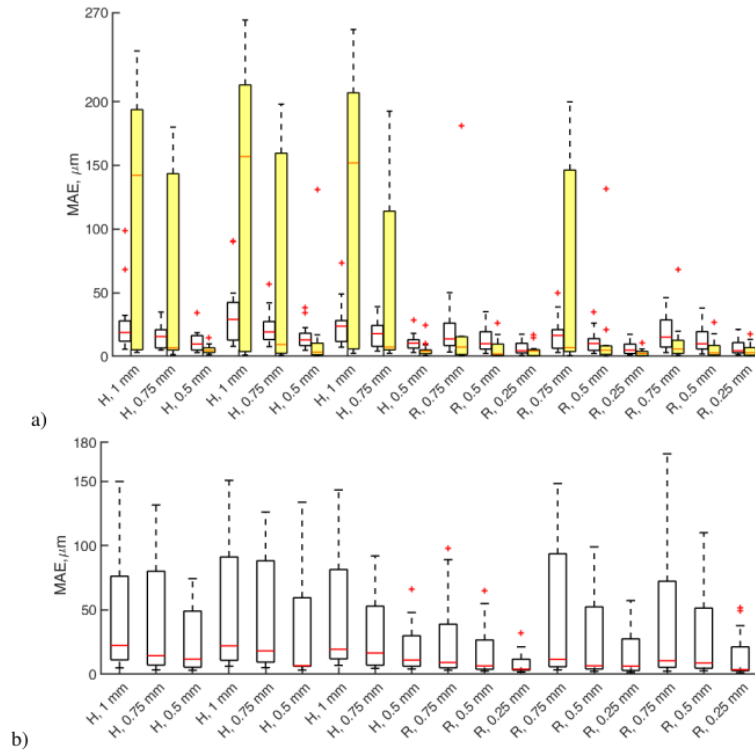 270
200
150
100
50
0
MAE, μm
H, 1 mm
H, 0.75 mm
H, 0.5 mm
H, 1 mm
H, 0.75 mm
H, 0.5 mm
H, 1 mm
H, 0.75 mm
H, 0.5 mm
R, 0.75 mm
R, 0.5 mm
R, 0.25 mm
R, 0.75 mm
R, 0.5 mm
R, 0.25 mm
R, 0.75 mm
R, 0.5 mm
R, 0.25 mm
a)
180
150
100
50
0
MAE, μm
H, 1 mm
H, 0.75 mm
H, 0.5 mm
H, 1 mm
H, 0.75 mm
H, 0.5 mm
H, 1 mm
H, 0.75 mm
H, 0.5 mm
R, 0.75 mm
R, 0.5 mm
R, 0.25 mm
R, 0.75 mm
R, 0.5 mm
R, 0.25 mm
R, 0.75 mm
R, 0.5 mm
R, 0.25 mm
b)